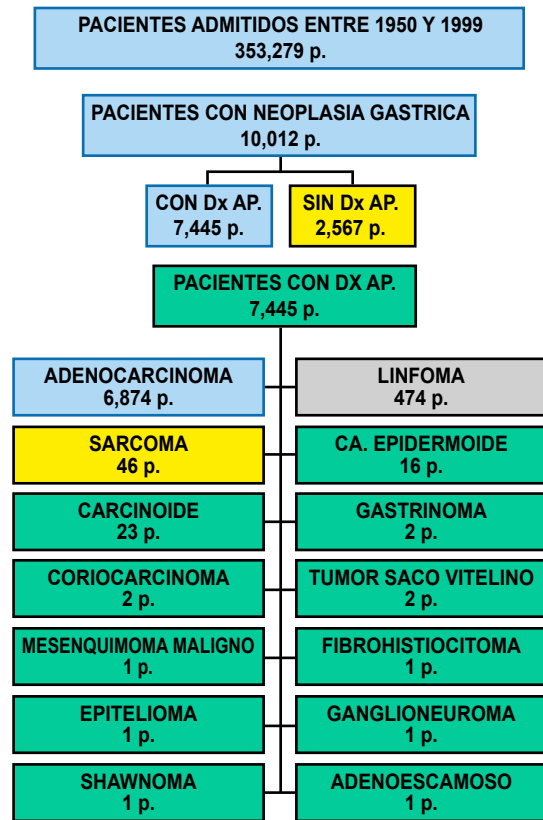 PACIENTES ADMITIDOS ENTRE 1950 Y 1999
353,279 p.
PACIENTES CON NEOPLASIA GASTRICA
10,012 p.
CON Dx AP.
7,445 p.
SIN Dx AP.
2,567 p.
PACIENTES CON DX AP.
7,445 p.
ADENOCARCINOMA
6,874 p.
LINFOMA
474 p.
SARCOMA
46 p.
CA. EPIDERMOIDE
16 p.
CARCINOIDE
23 p.
GASTRINOMA
2 p.
CORIOCARCINOMA
2 p.
TUMOR SACO VITELINO
2 p.
MESENQUIMOMA MALIGNO
1 p.
FIBROHISTIOCITOMA
1 p.
EPITELIOMA
1 p.
GANGLIONEUROMA
1 p.
SHAWNOMA
1 p.
ADENOESCAMOSO
1 p.